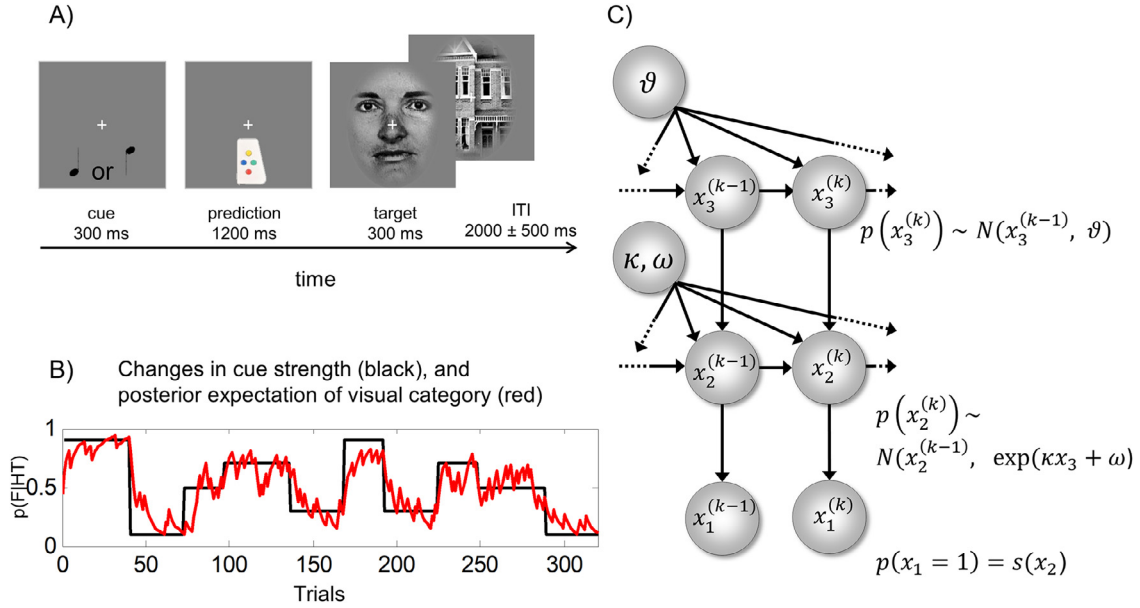 A)
or
cue
300 ms
prediction
1200 ms
target
300 ms
ITI
2000 ± 500 ms
time
B)
Changes in cue strength (black), and
posterior expectation of visual category (red)
p(F|HT)
1
0.5
0
0 50 100 150 200 250 300
Trials
C)
ϑ
x₃⁽ᵏ⁻¹⁾ x₃⁽ᵏ⁾
p(x₃⁽ᵏ⁾) ~ N(x₃⁽ᵏ⁻¹⁾, ϑ)
κ, ω
x₂⁽ᵏ⁻¹⁾ x₂⁽ᵏ⁾
p(x₂⁽ᵏ⁾) ~
N(x₂⁽ᵏ⁻¹⁾, exp(κx₃ + ω)
x₁⁽ᵏ⁻¹⁾ x₁⁽ᵏ⁾
p(x₁ = 1) = s(x₂)